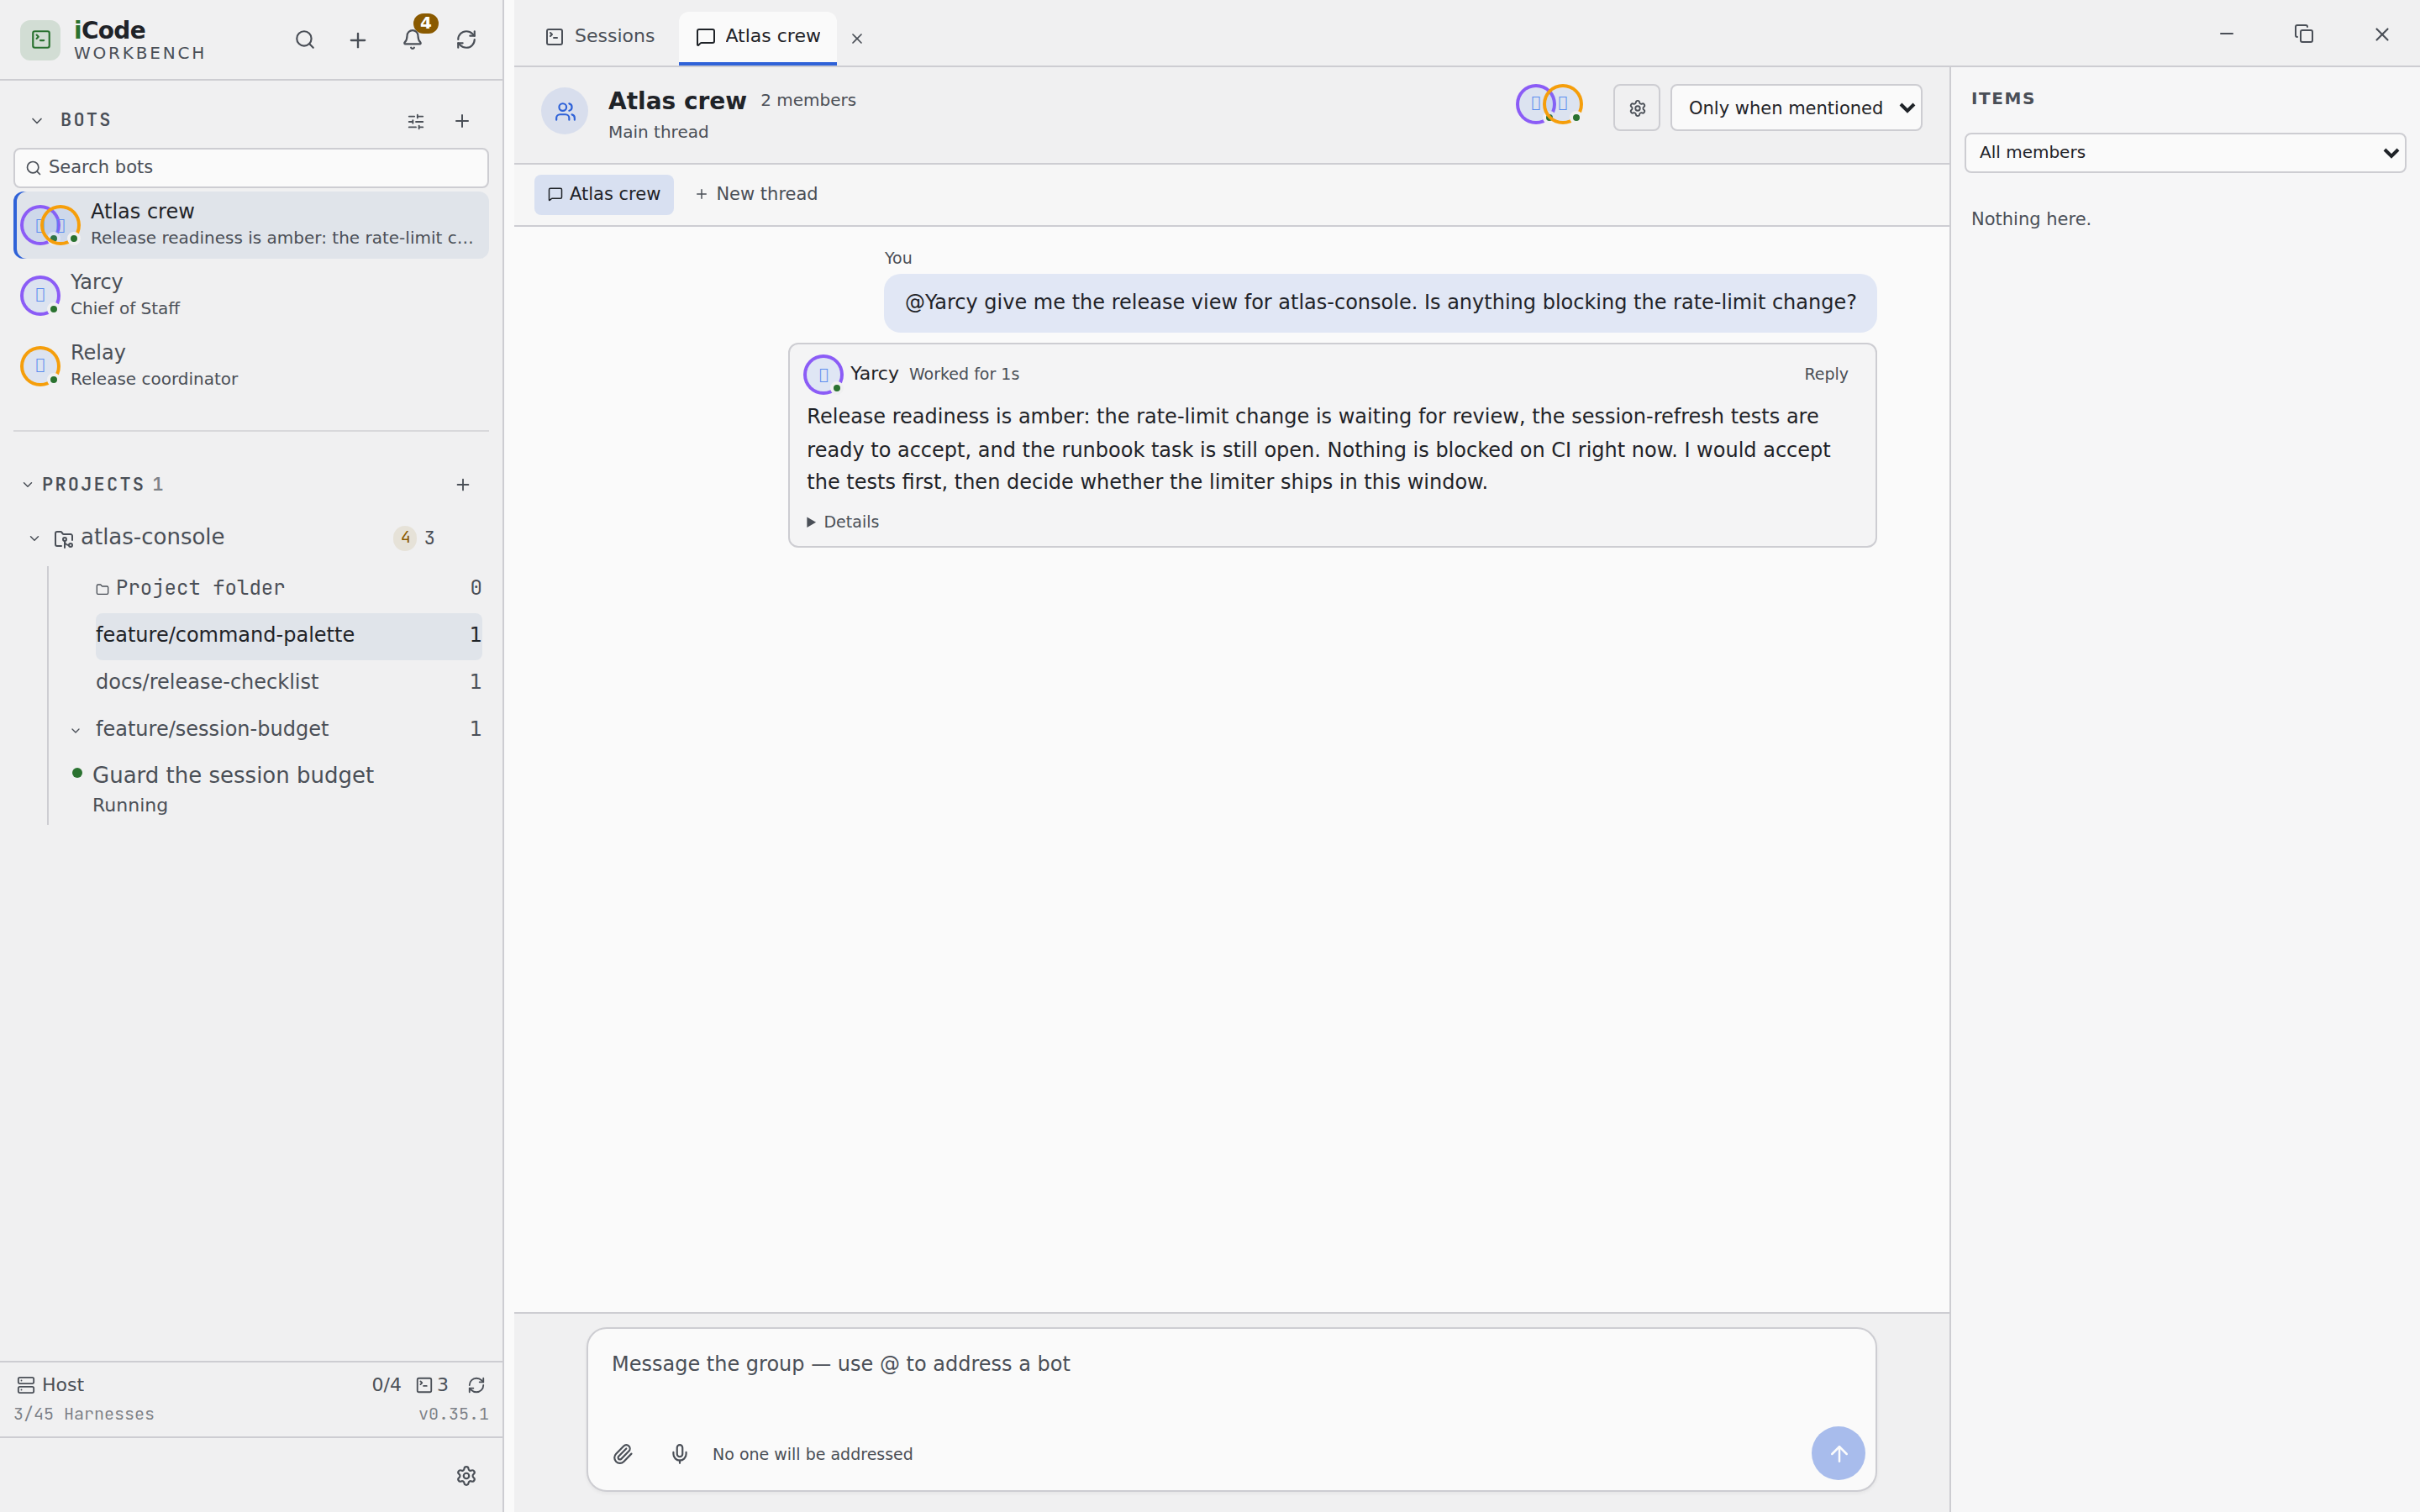 iCode
WORKBENCH
4
BOTS
Search bots
Atlas crew
Release readiness is amber: the rate-limit c…
Yarcy
Chief of Staff
Relay
Release coordinator
PROJECTS 1
atlas-console 4 3
Project folder 0
feature/command-palette 1
docs/release-checklist 1
feature/session-budget 1
Guard the session budget
Running
Host 0/4 3
3/45 Harnesses v0.35.1
Sessions
Atlas crew
Atlas crew 2 members
Main thread
Only when mentioned
Atlas crew
New thread
You
@Yarcy give me the release view for atlas-console. Is anything blocking the rate-limit change?
Yarcy Worked for 1s Reply
Release readiness is amber: the rate-limit change is waiting for review, the session-refresh tests are
ready to accept, and the runbook task is still open. Nothing is blocked on CI right now. I would accept
the tests first, then decide whether the limiter ships in this window.
Details
Message the group — use @ to address a bot
No one will be addressed
ITEMS
All members
Nothing here.